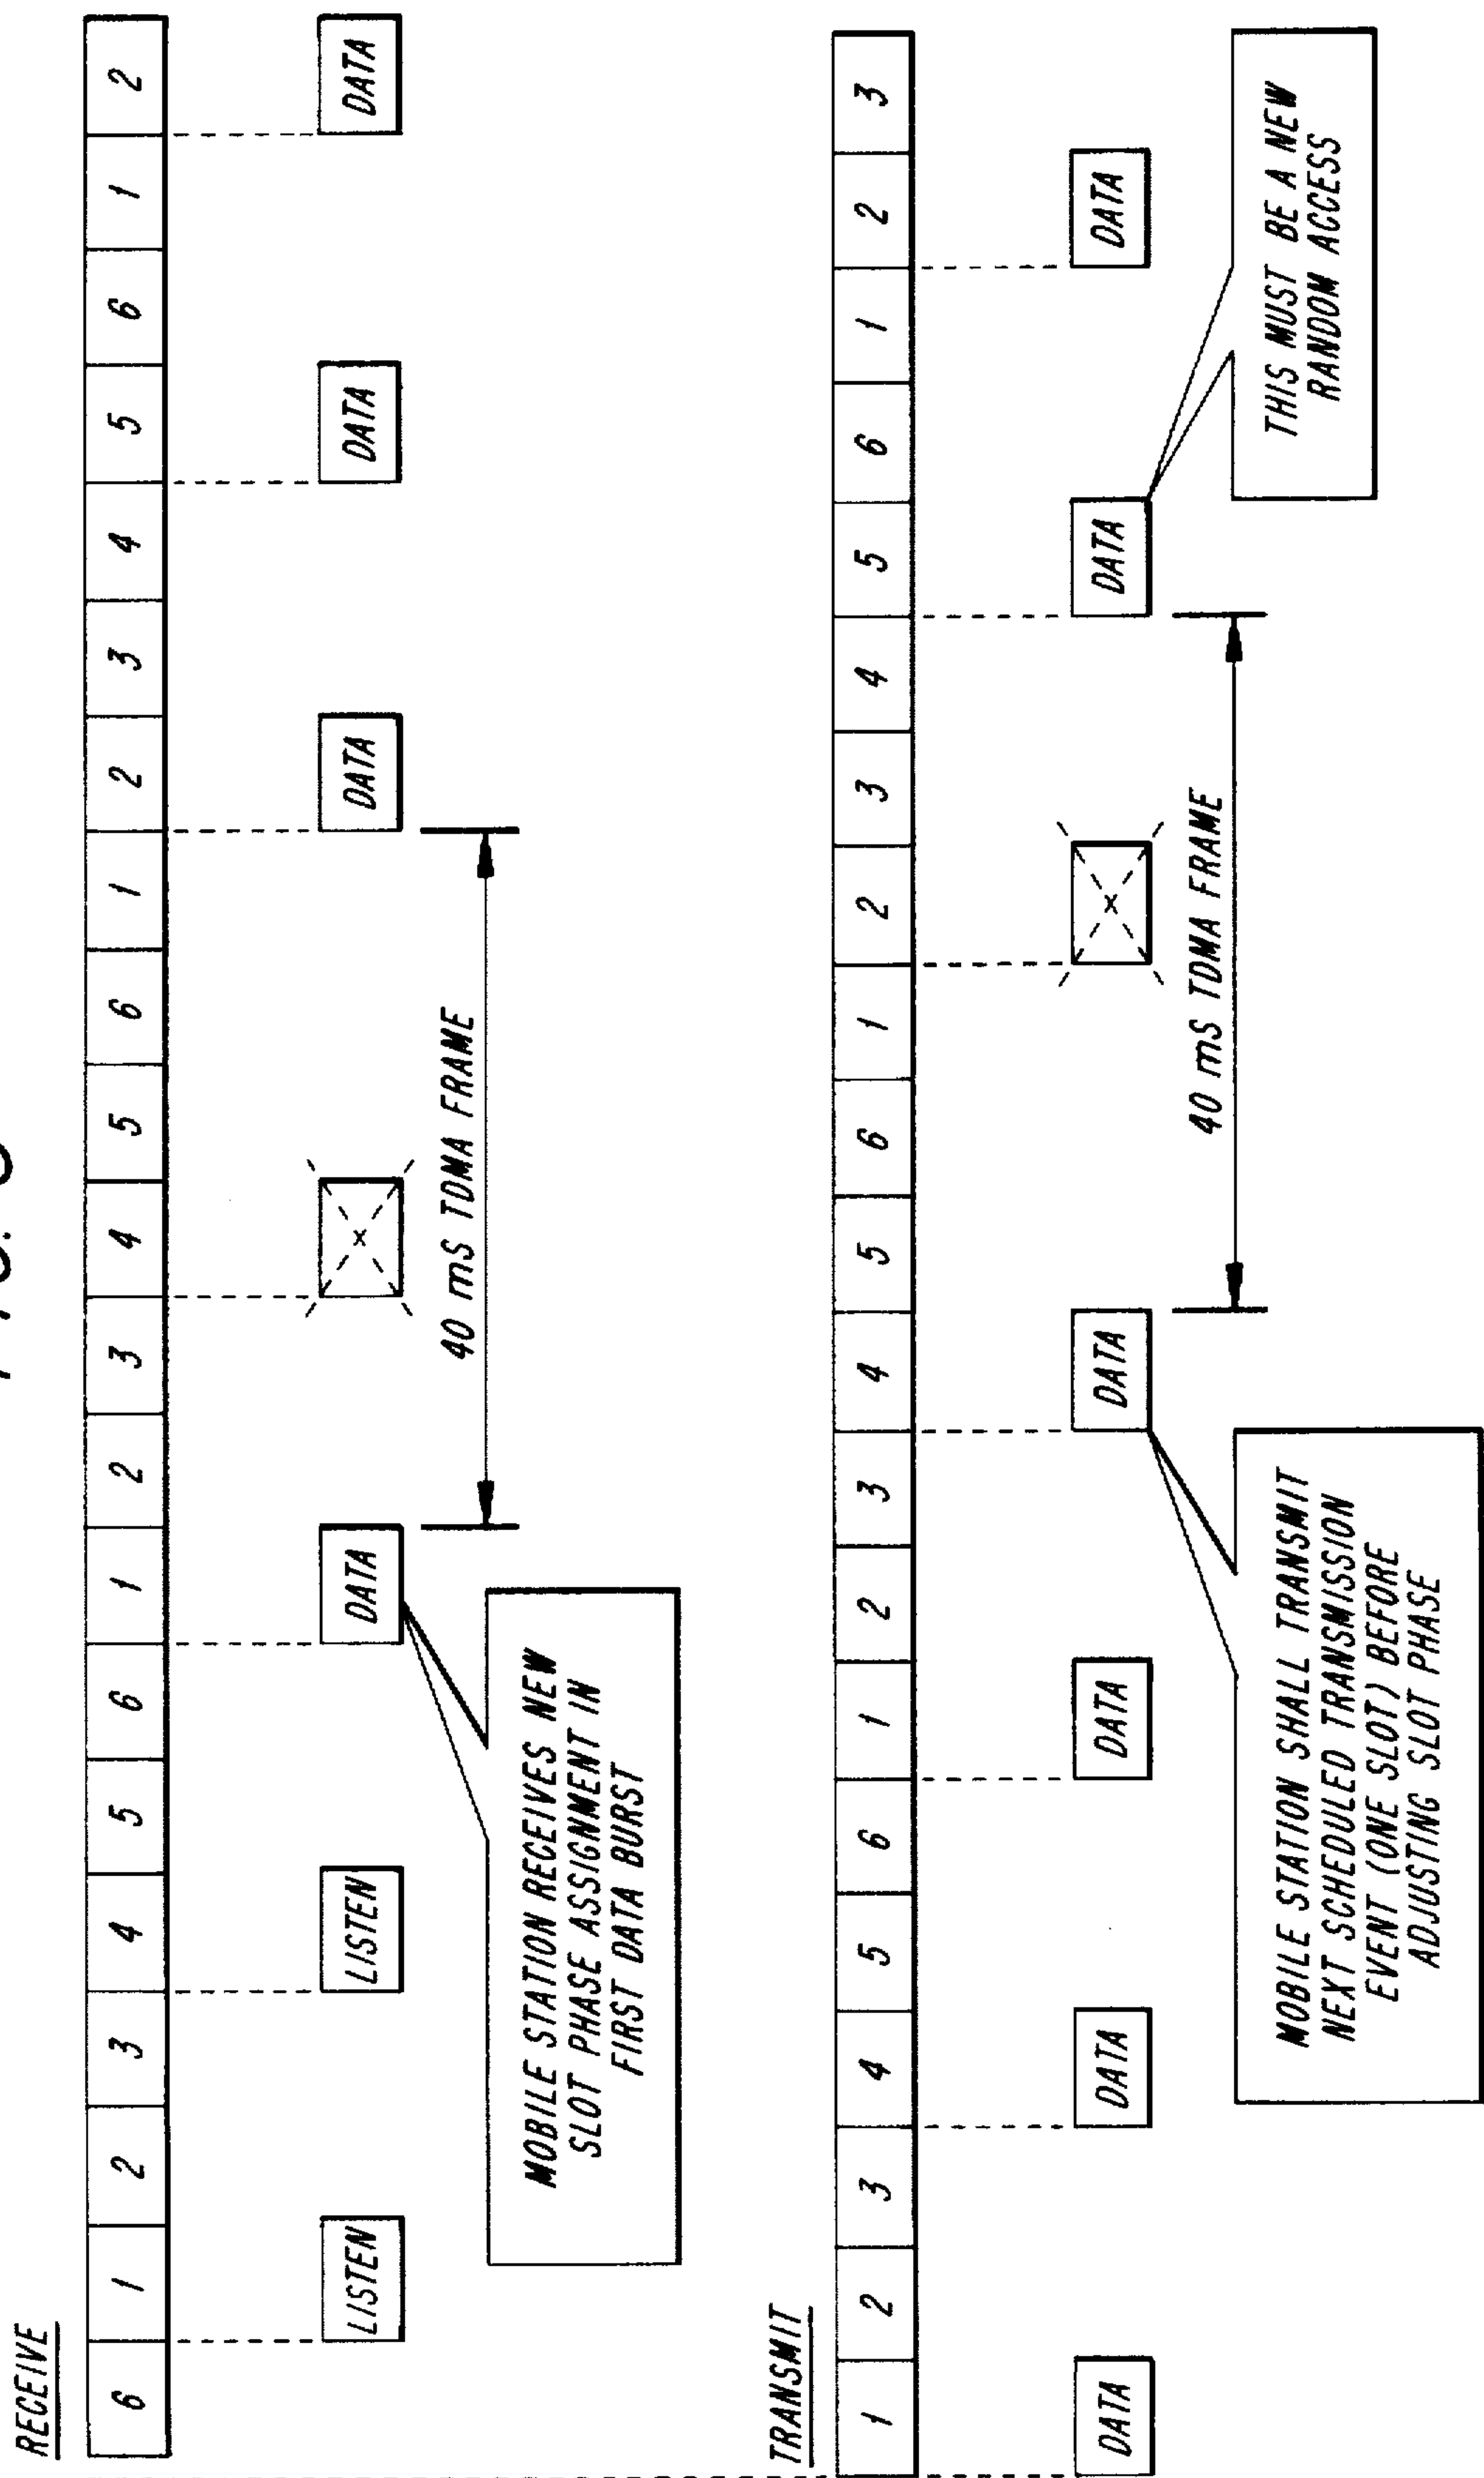 RECEIVE
6 1 2 3 4 5 6 1 2 3 4 5 6 1 2 3 4 5 6 1 2
LISTEN LISTEN DATA DATA DATA DATA
40 mS TDMA FRAME
MOBILE STATION RECEIVES NEW
SLOT PHASE ASSIGNMENT IN
FIRST DATA BURST
TRANSMIT
1 2 3 4 5 6 1 2 3 4 5 6 1 2 3 4 5 6 1 2 3
DATA DATA DATA DATA DATA DATA
40 mS TDMA FRAME
MOBILE STATION SHALL TRANSMIT
NEXT SCHEDULED TRANSMISSION
EVENT (ONE SLOT) BEFORE
ADJUSTING SLOT PHASE
THIS MUST BE A NEW
RANDOM ACCESS